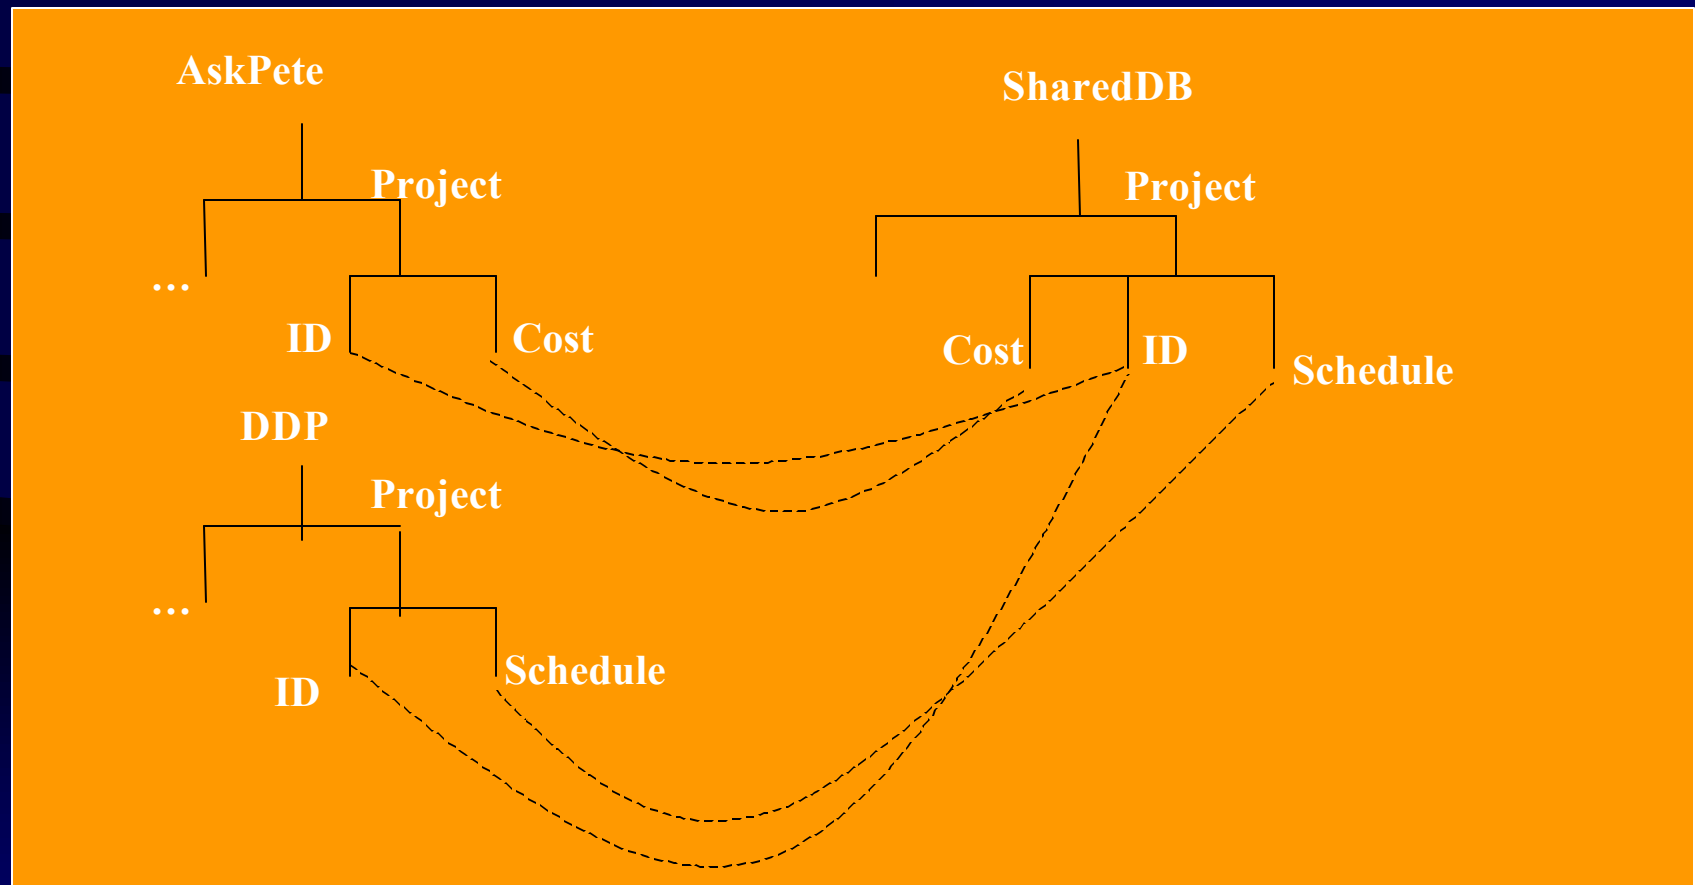 AskPete
Project
...
ID
Cost
DDP
Project
...
ID
Schedule
SharedDB
Project
Cost
ID
Schedule